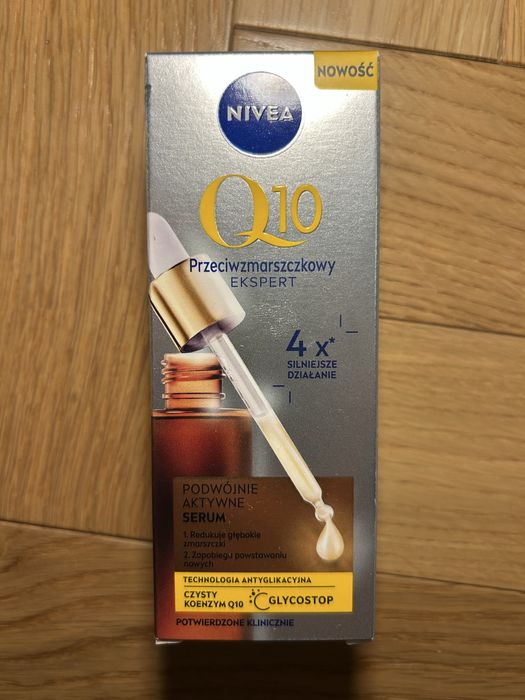 NOWOŚĆ
NIVEA
Q10
Przeciwzmarszczkowy
EKSPERT
4x*
SILNIEJSZE
DZIAŁANIE
PODWÓJNIE
AKTYWNE
SERUM
1. Redukuje głębokie
zmarszczki
2. Zapobiega powstawaniu
nowych
TECHNOLOGIA ANTYGLIKACYJNA
CZYSTY
KOENZYM Q10
GLYCOSTOP
POTWIERDZONE KLINICZNIE